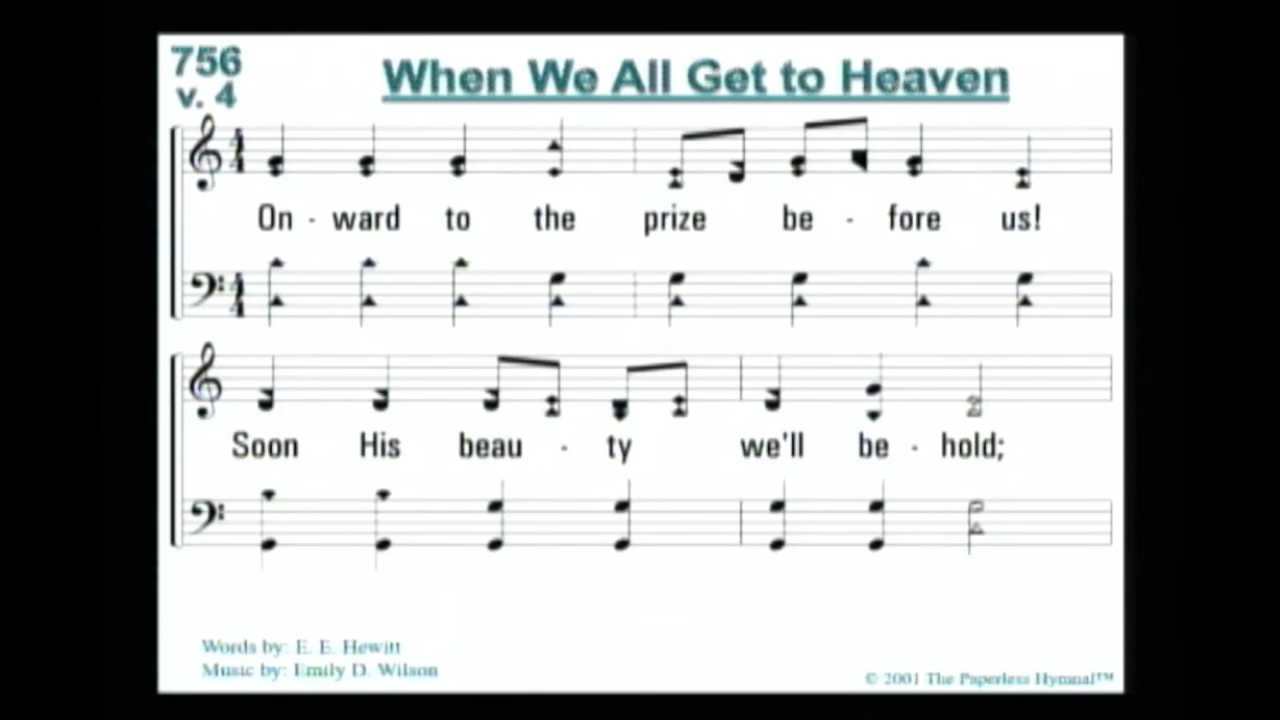 756
v. 4
When We All Get to Heaven
On - ward to the prize be - fore us!
Soon His beau - ty we'll be - hold;
Words by: E. E. Hewitt
Music by: Emily D. Wilson
© 2001 The Paperless Hymnal™